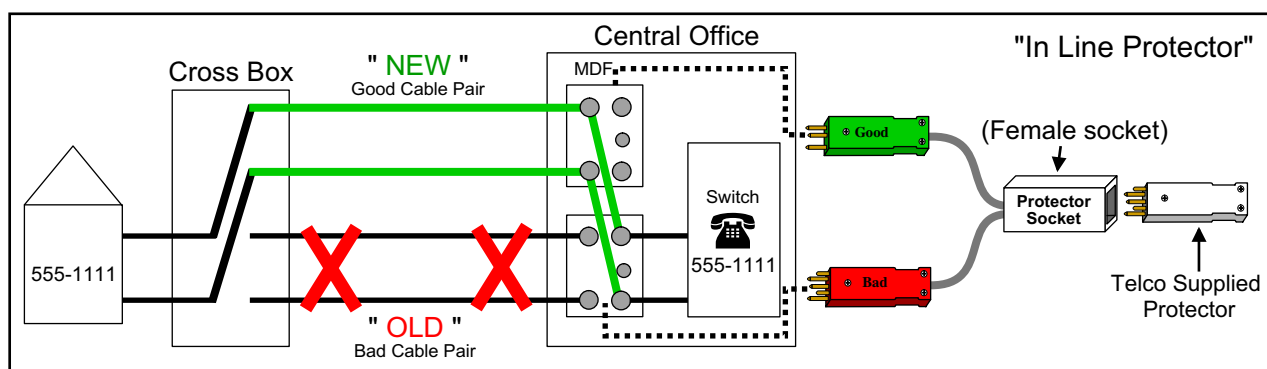 Central Office
"In Line Protector"
Cross Box
" NEW "
Good Cable Pair
MDF
Good
(Female socket)
Switch
Protector
Socket
555-1111
555-1111
Bad
Telco Supplied
Protector
" OLD "
Bad Cable Pair